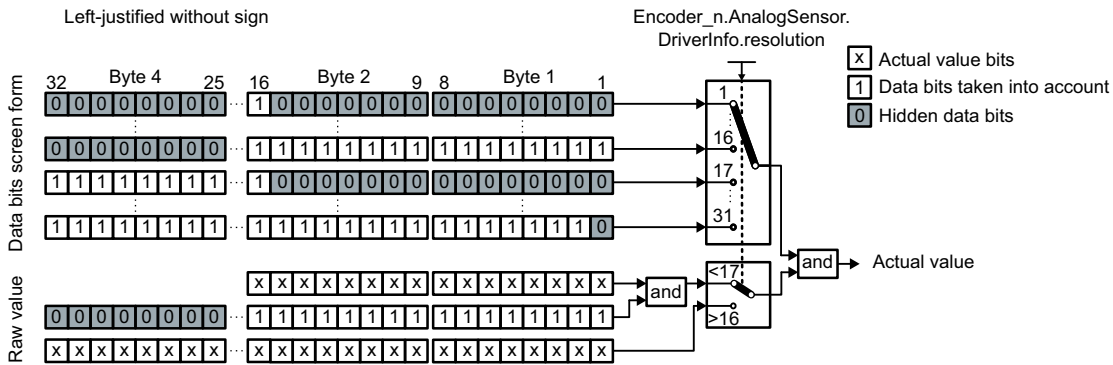 Left-justified without sign
Encoder_n.AnalogSensor.
DriverInfo.resolution
x Actual value bits
1 Data bits taken into account
0 Hidden data bits
Data bits screen form
32 Byte 4 25 16 Byte 2 9 8 Byte 1 1
0 0 0 0 0 0 0 0 ... 1 0 0 0 0 0 0 0 0 0 0 0 0 0 0 0 1
0 0 0 0 0 0 0 0 ... 1 1 1 1 1 1 1 1 1 1 1 1 1 1 1 1 16
1 1 1 1 1 1 1 1 ... 1 0 0 0 0 0 0 0 0 0 0 0 0 0 0 0 17
1 1 1 1 1 1 1 1 ... 1 1 1 1 1 1 1 1 1 1 1 1 1 1 1 0 31
and Actual value
Raw value
x x x x x x x x x x x x x x x x and <17
0 0 0 0 0 0 0 0 ... 1 1 1 1 1 1 1 1 1 1 1 1 1 1 1 1 >16
x x x x x x x x ... x x x x x x x x x x x x x x x x